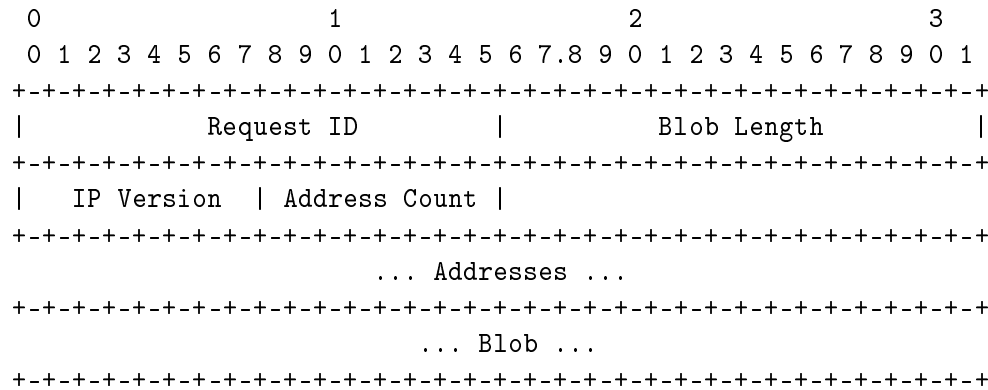 0 1 2 3
0 1 2 3 4 5 6 7 8 9 0 1 2 3 4 5 6 7.8 9 0 1 2 3 4 5 6 7 8 9 0 1
+-+-+-+-+-+-+-+-+-+-+-+-+-+-+-+-+-+-+-+-+-+-+-+-+-+-+-+-+-+-+-+-+
| Request ID | Blob Length |
+-+-+-+-+-+-+-+-+-+-+-+-+-+-+-+-+-+-+-+-+-+-+-+-+-+-+-+-+-+-+-+-+
| IP Version | Address Count |
+-+-+-+-+-+-+-+-+-+-+-+-+-+-+-+-+-+-+-+-+-+-+-+-+-+-+-+-+-+-+-+-+
... Addresses ...
+-+-+-+-+-+-+-+-+-+-+-+-+-+-+-+-+-+-+-+-+-+-+-+-+-+-+-+-+-+-+-+-+
... Blob ...
+-+-+-+-+-+-+-+-+-+-+-+-+-+-+-+-+-+-+-+-+-+-+-+-+-+-+-+-+-+-+-+-+